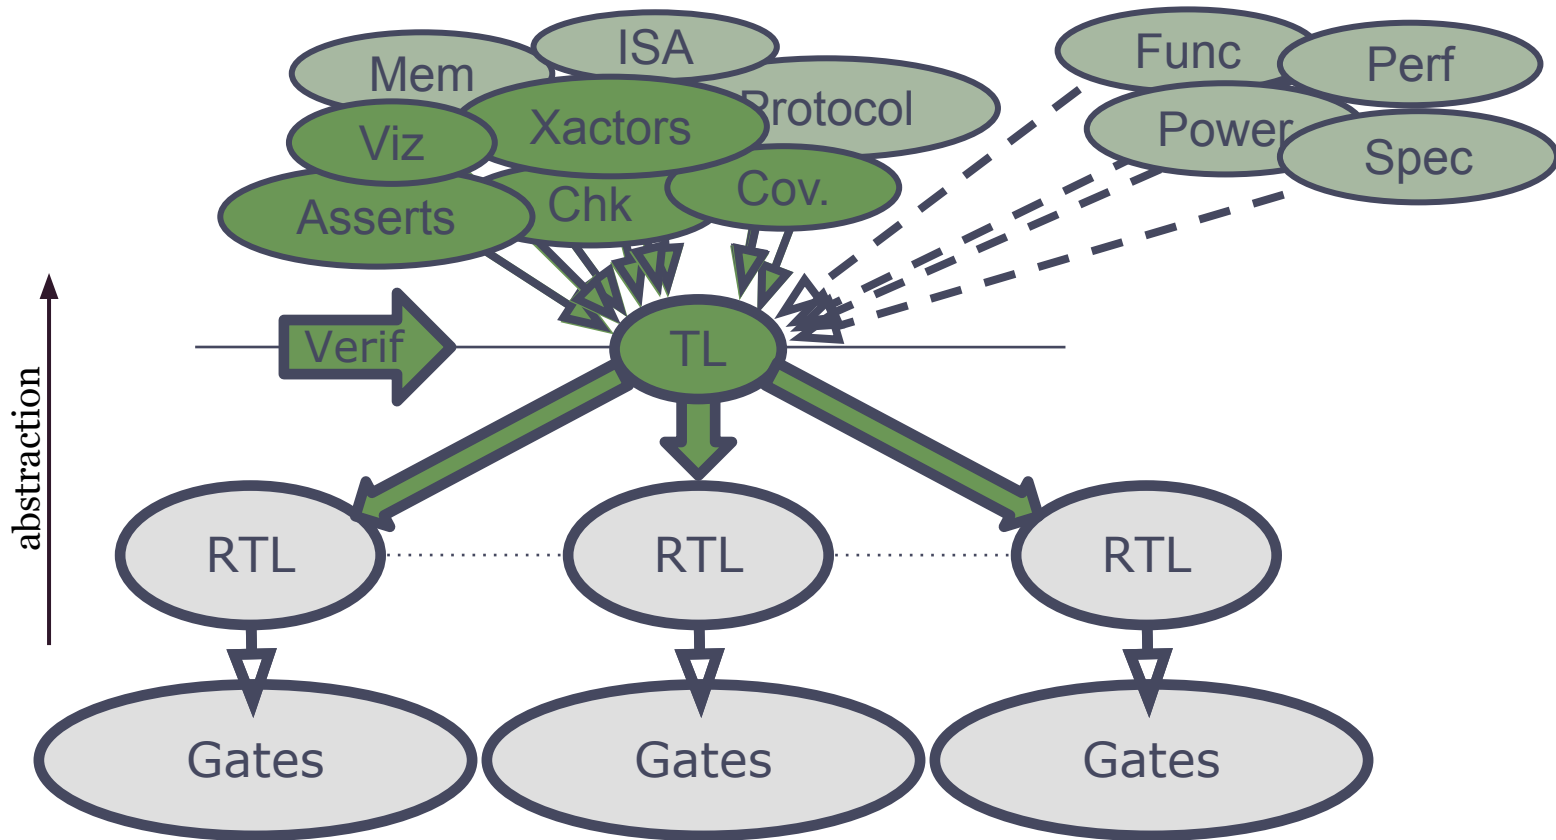 ISA
Mem
Func
Perf
Protocol
Xactors
Viz
Power
Spec
Cov.
Chk
Asserts
Verif
TL
abstraction
RTL
RTL
RTL
Gates
Gates
Gates